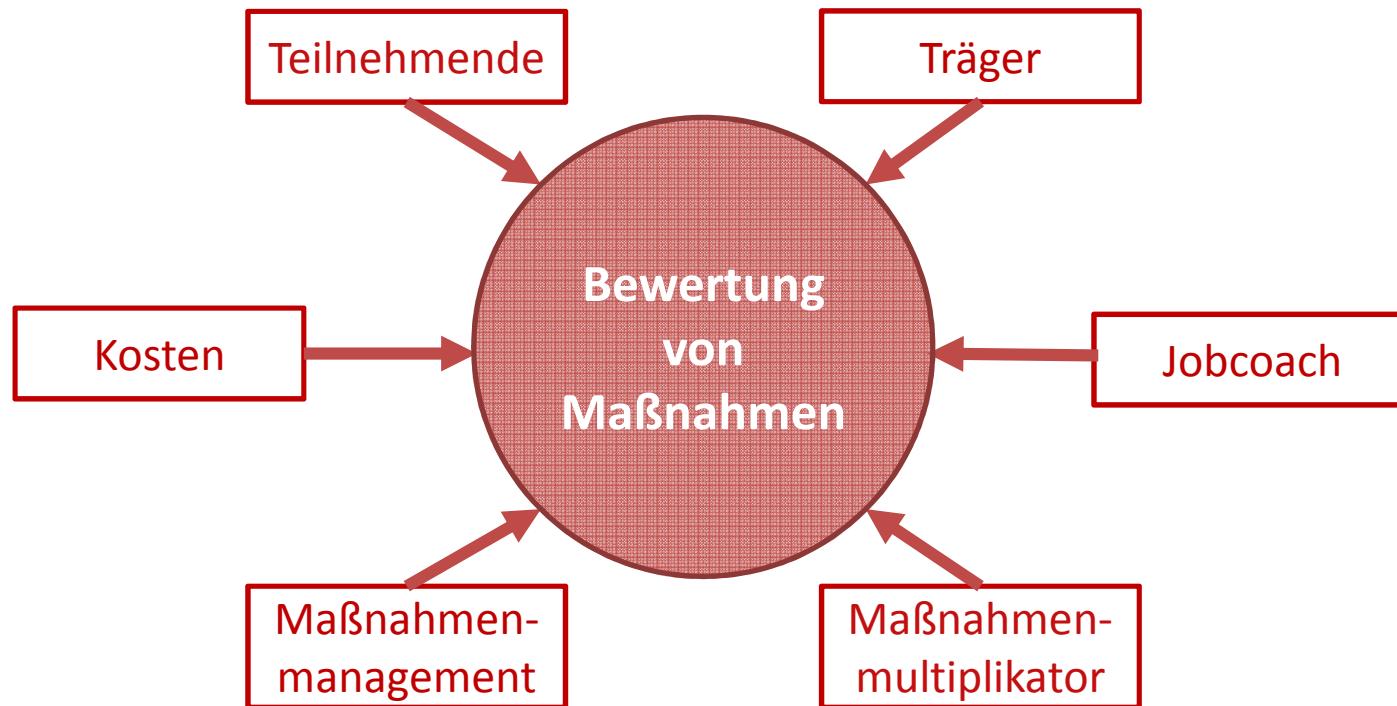 Teilnehmende
Träger
Bewertung
von
Maßnahmen
Kosten
Jobcoach
Maßnahmen-
management
Maßnahmen-
multiplikator